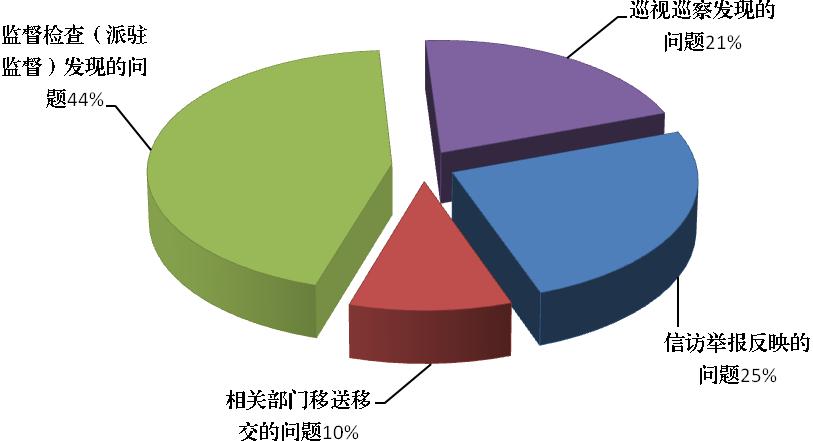 监督检查（派驻
监督）发现的问
题44%
巡视巡察发现的
问题21%
信访举报反映的
问题25%
相关部门移送移
交的问题10%